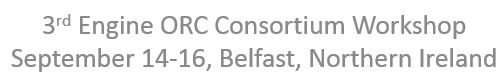 3rd Engine ORC Consortium Workshop
September 14-16, Belfast, Northern Ireland